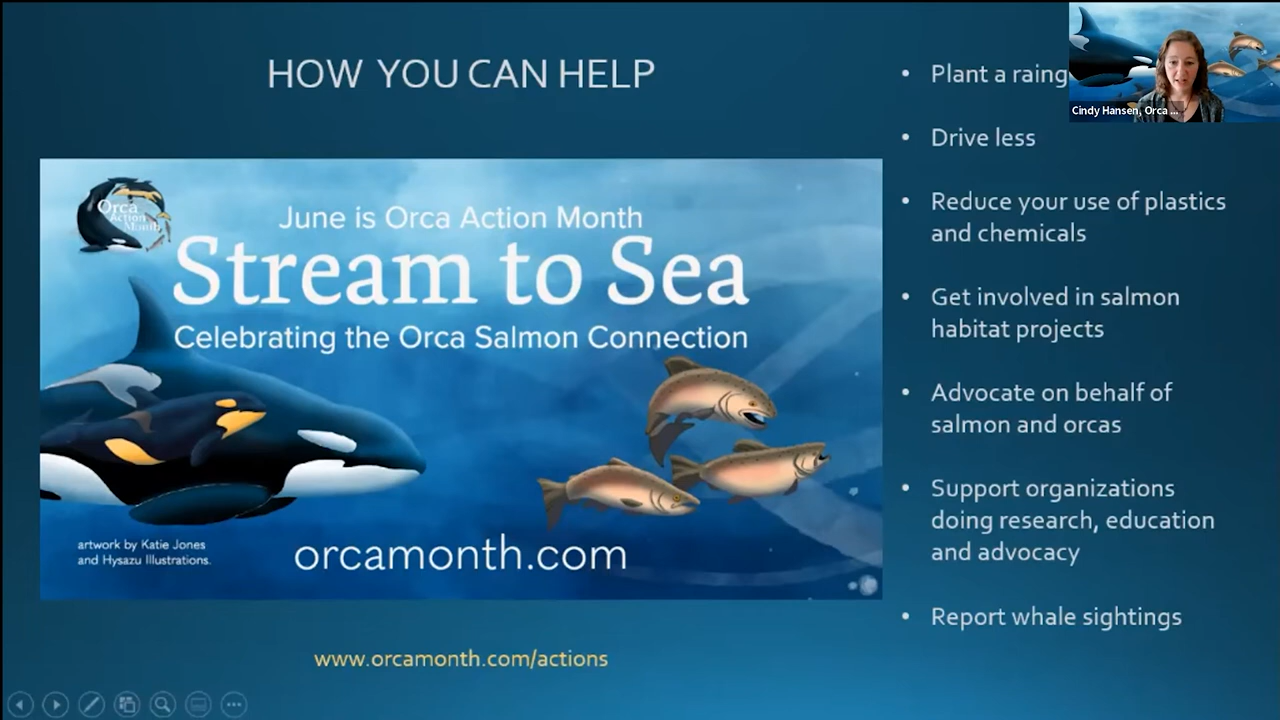 HOW YOU CAN HELP
Orca
Action
Month
June is Orca Action Month
Stream to Sea
Celebrating the Orca Salmon Connection
artwork by Katie Jones
and Hysazu Illustrations.
orcamonth.com
www.orcamonth.com/actions
• Plant a raing
• Drive less
• Reduce your use of plastics
and chemicals
• Get involved in salmon
habitat projects
• Advocate on behalf of
salmon and orcas
• Support organizations
doing research, education
and advocacy
• Report whale sightings
Cindy Hansen, Orca ...